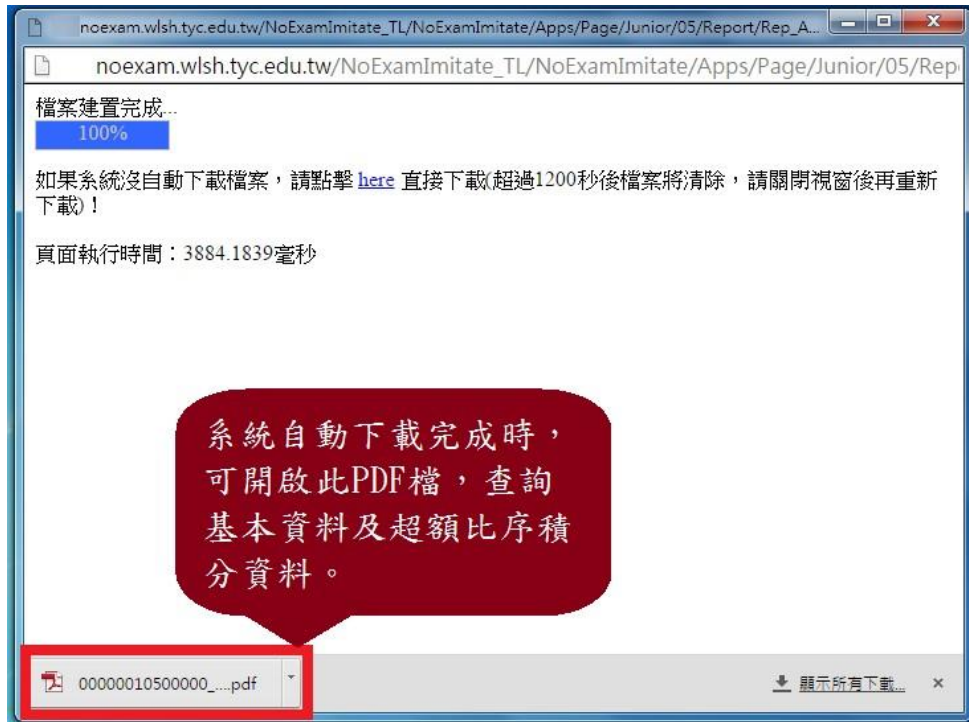 noexam.wlsh.tyc.edu.tw/NoExamImitate_TL/NoExamImitate/Apps/Page/Junior/05/Report/Rep_A...
noexam.wlsh.tyc.edu.tw/NoExamImitate_TL/NoExamImitate/Apps/Page/Junior/05/Rep
檔案建置完成...
100%
如果系統沒自動下載檔案，請點擊 here 直接下載(超過1200秒後檔案將清除，請關閉視窗後再重新
下載)！
頁面執行時間：3884.1839毫秒
系統自動下載完成時，
可開啟此PDF檔，查詢
基本資料及超額比序積
分資料。
00000010500000_....pdf
顯示所有下載...